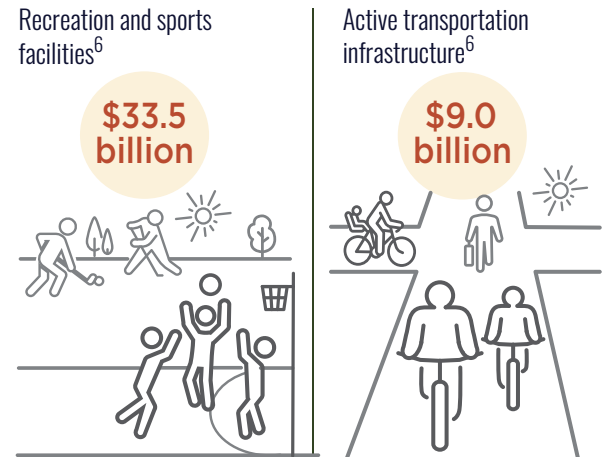 Recreation and sports
facilities6
$33.5
billion
Active transportation
infrastructure6
$9.0
billion